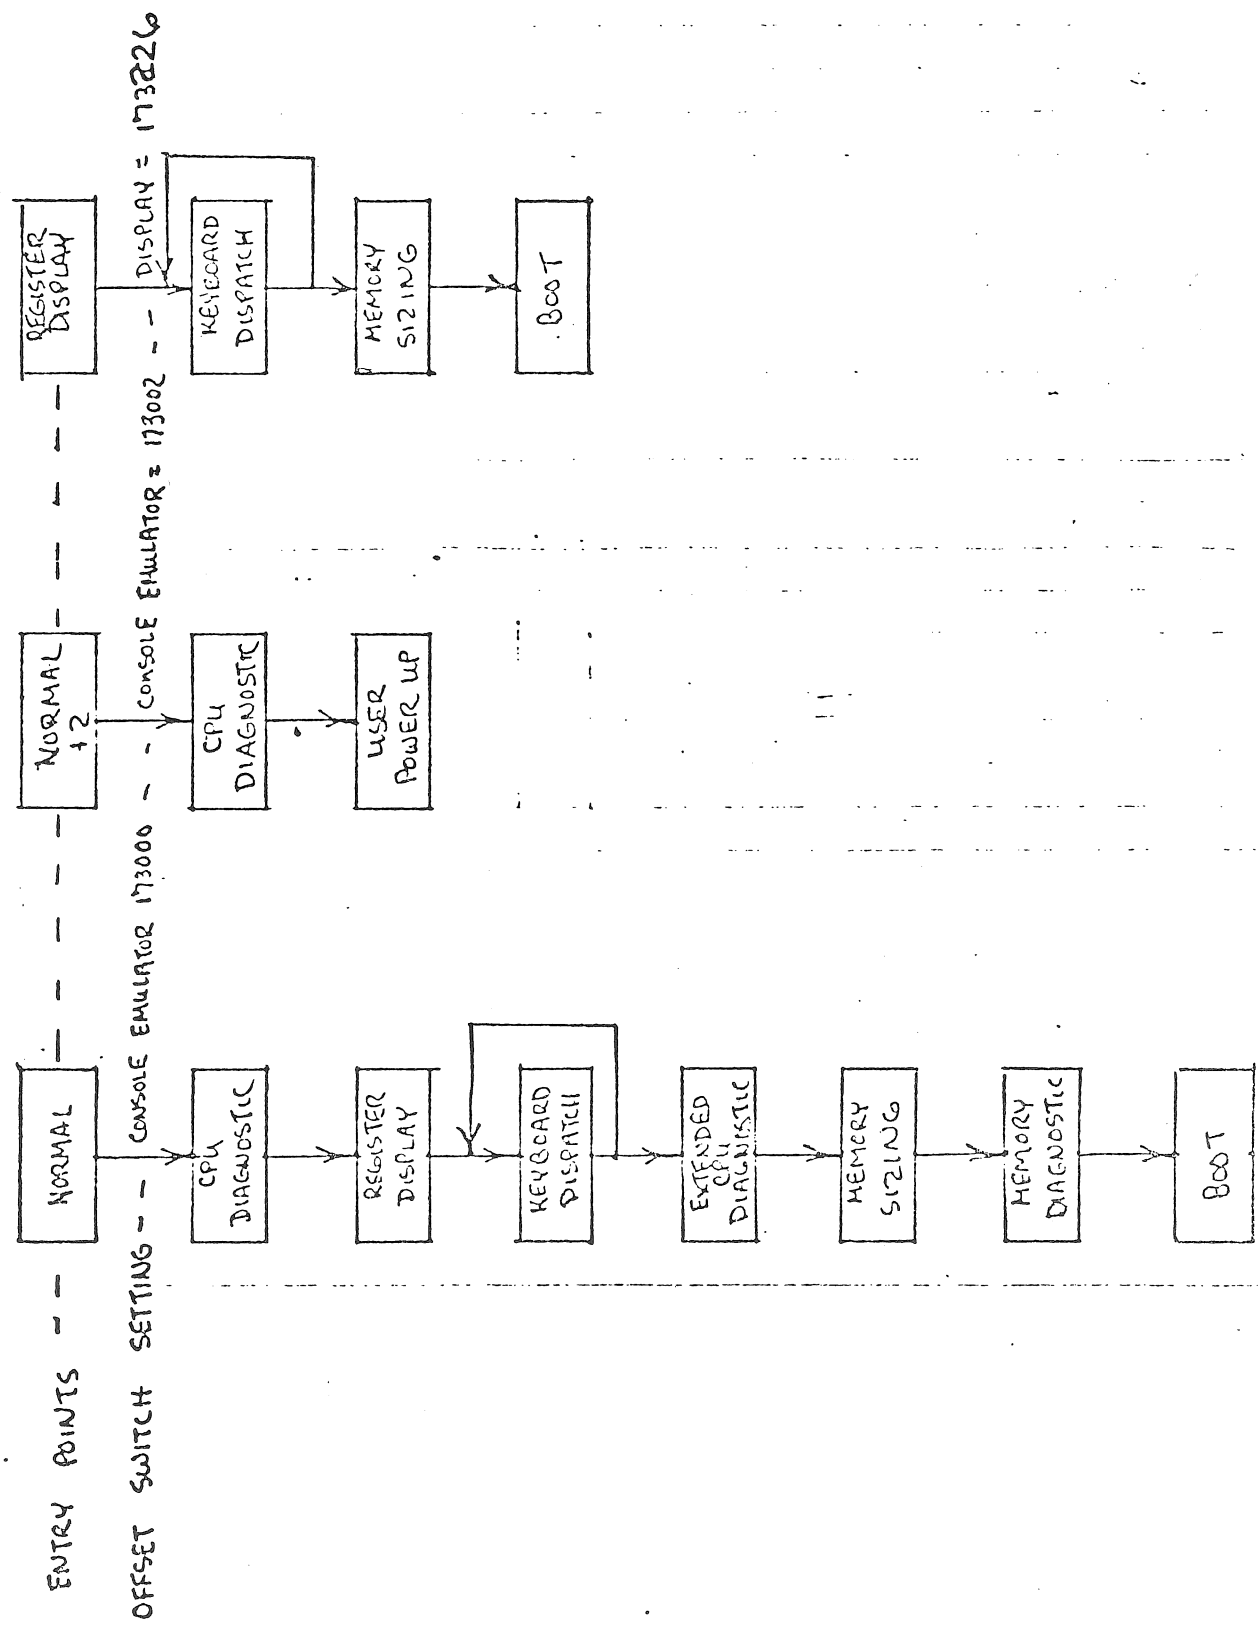 ENTRY POINTS
NORMAL
NORMAL
+2
REGISTER
DISPLAY
OFFSET SWITCH SETTING - - CONSOLE EMULATOR 173000 - - CONSOLE EMULATOR = 173002 - - DISPLAY = 173226
CPU
DIAGNOSTIC
REGISTER
DISPLAY
KEYBOARD
DISPATCH
EXTENDED
CPU
DIAGNISTIC
MEMORY
SIZING
MEMORY
DIAGNOSTIC
BOOT
CPU
DIAGNOSTIC
USER
POWER UP
KEYBOARD
DISPATCH
MEMORY
SIZING
BOOT